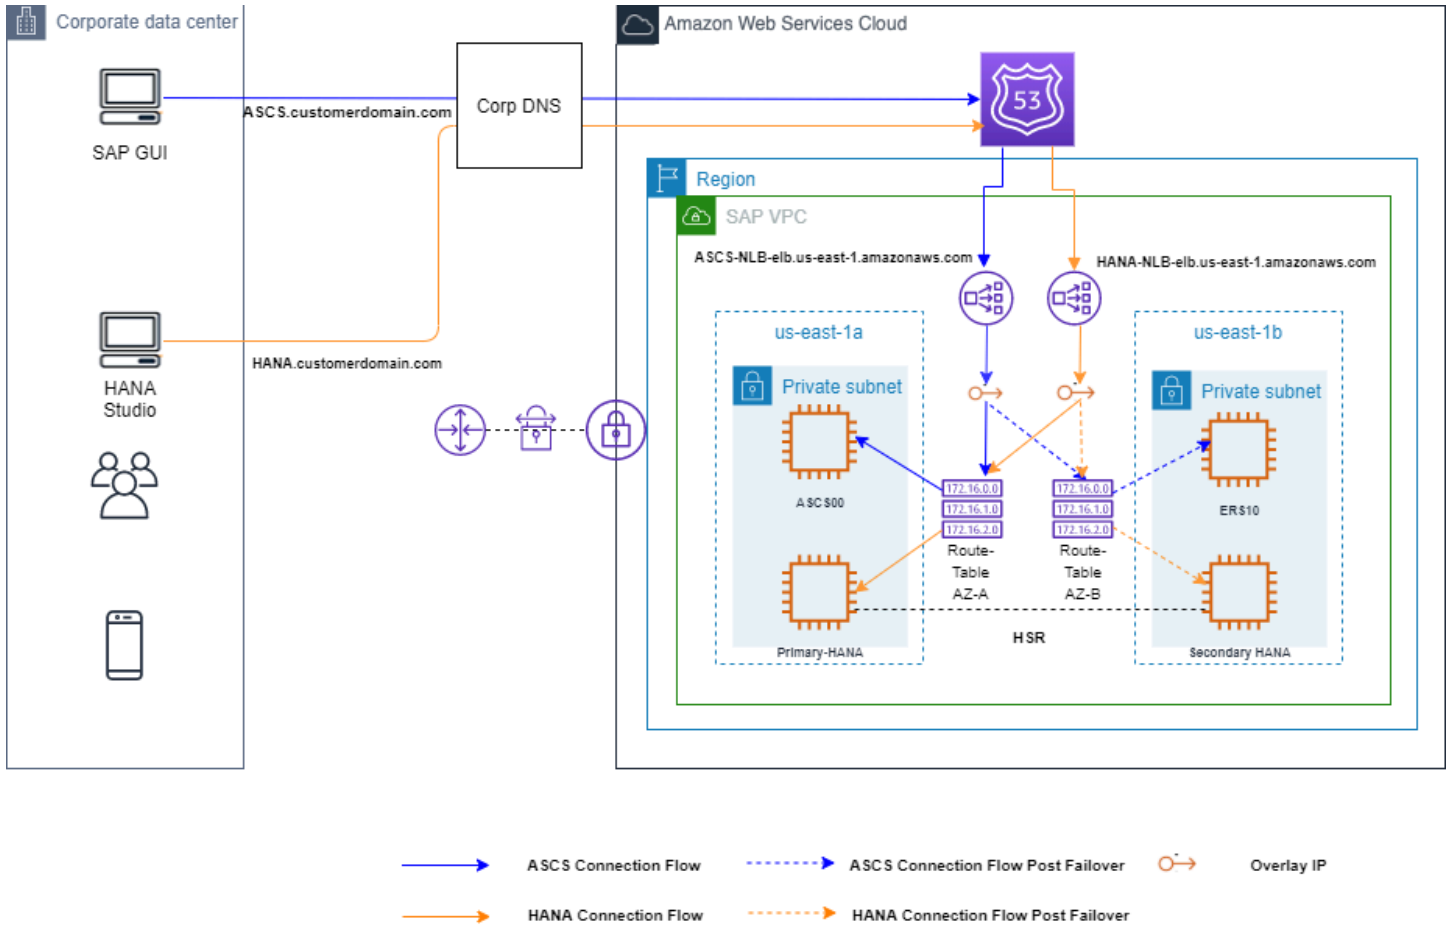 Corporate data center
Amazon Web Services Cloud
53
Corp DNS
ASCS.customerdomain.com
SAP GUI
Region
SAP VPC
ASCS-NLB-elb.us-east-1.amazonaws.com
HANA-NLB-elb.us-east-1.amazonaws.com
us-east-1a
us-east-1b
HANA.customerdomain.com
HANA
Studio
Private subnet
Private subnet
ASCS00
ERS10
172.16.0.0
172.16.1.0
172.16.2.0
172.16.0.0
172.16.1.0
172.16.2.0
Route-
Table
AZ-A
Route-
Table
AZ-B
HSR
Primary-HANA
Secondary HANA
ASCS Connection Flow
ASCS Connection Flow Post Failover
Overlay IP
HANA Connection Flow
HANA Connection Flow Post Failover